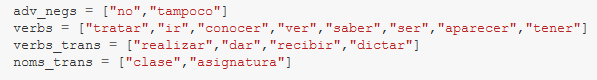 adv_negs = ["no","tampoco"]
verbs = ["tratar","ir","conocer","ver","saber","ser","aparecer","tener"]
verbs_trans = ["realizar","dar","recibir","dictar"]
noms_trans = ["clase","asignatura"]